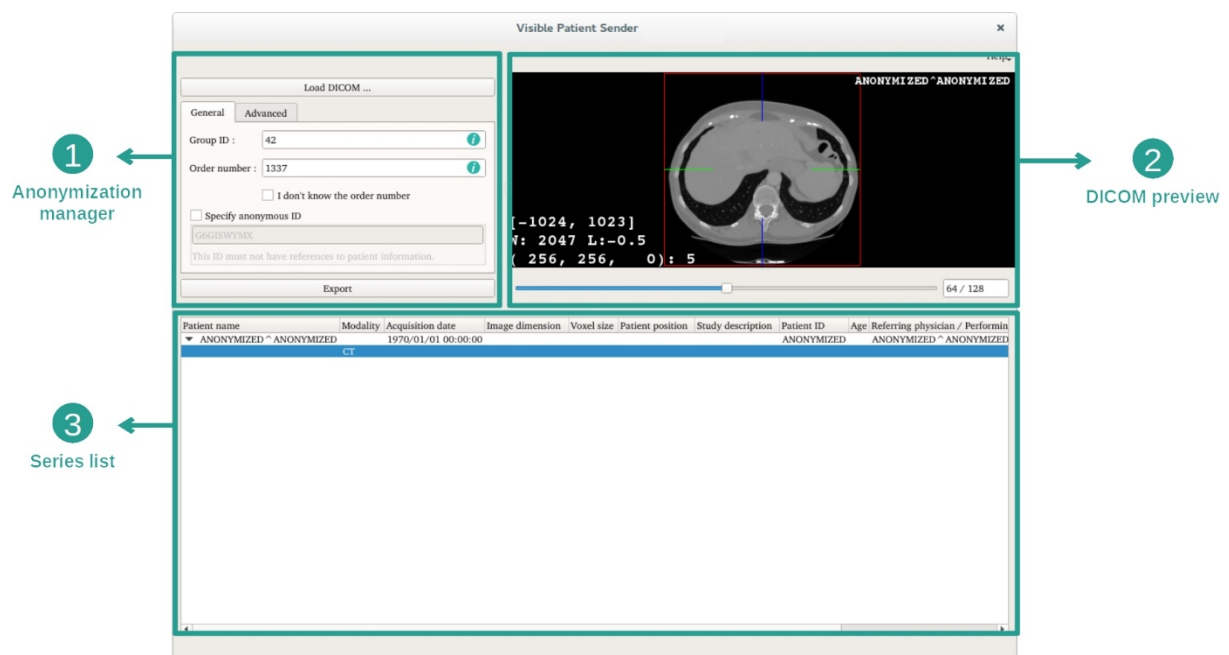 Visible Patient Sender ×
Help
Load DICOM ...
ANONYMIZED^ANONYMIZED
General Advanced
Group ID : 42
1
Anonymization
manager
Order number : 1337
I don't know the order number
Specify anonymous ID
G6GISWYMX
This ID must not have references to patient information.
Export
[-1024, 1023]
W: 2047 L:-0.5
( 256, 256, 0): 5
64 / 128
2
DICOM preview
Patient name Modality Acquisition date Image dimension Voxel size Patient position Study description Patient ID Age Referring physician / Performin
ANONYMIZED ^ ANONYMIZED 1970/01/01 00:00:00 ANONYMIZED ANONYMIZED ^ ANONYMIZED
CT
3
Series list